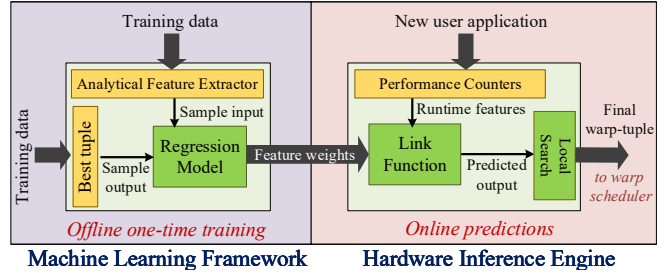 Training data
New user application
Analytical Feature Extractor
Performance Counters
Training data
Best tuple
Sample input
Sample
output
Regression
Model
Feature weights
Runtime features
Link
Function
Predicted
output
Local
Search
Final
warp-tuple
to warp
scheduler
Offline one-time training
Online predictions
Machine Learning Framework
Hardware Inference Engine